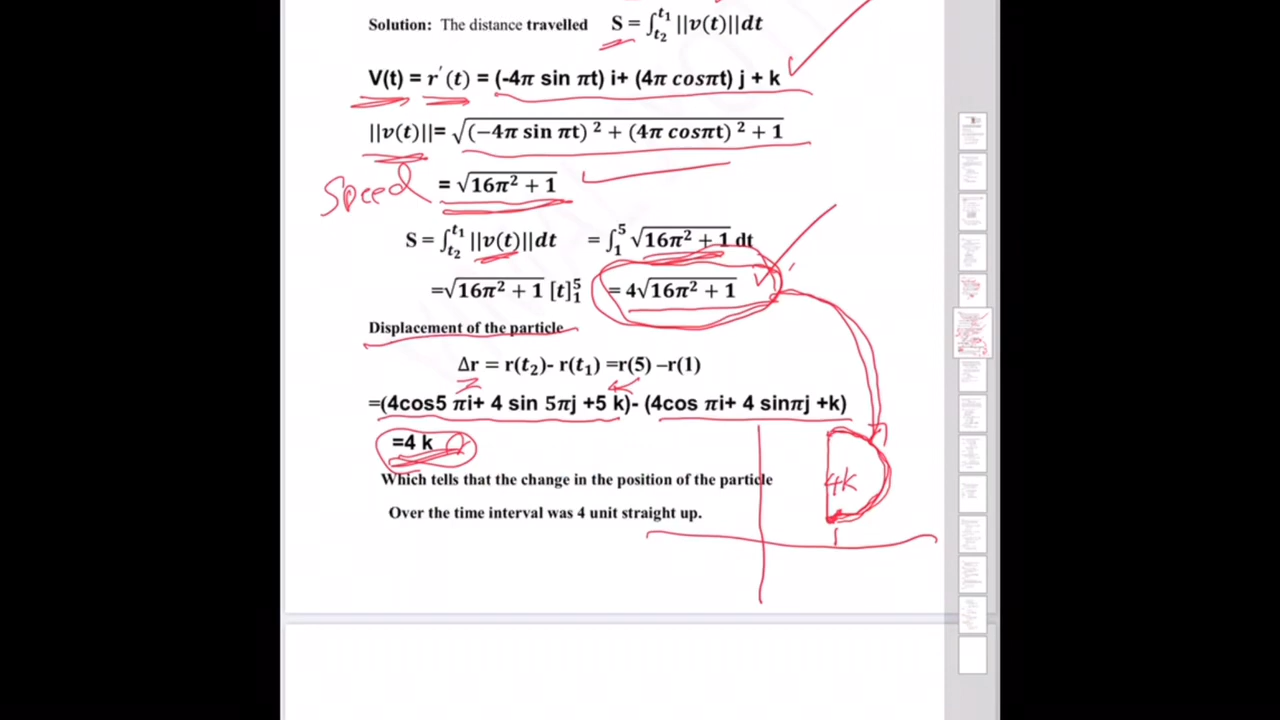 Solution: The distance travelled S = ∫_{t₂}^{t₁} ||v(t)||dt
V(t) = r′(t) = (-4π sin πt) i+ (4π cosπt) j + k
||v(t)||= √((−4π sin πt) ² + (4π cosπt) ² + 1)
Speed = √(16π² + 1)
S = ∫_{t₂}^{t₁} ||v(t)||dt = ∫₁⁵ √(16π² + 1) dt
=√(16π² + 1) [t]₁⁵ = 4√(16π² + 1)
Displacement of the particle
Δr = r(t₂)- r(t₁) =r(5) –r(1)
=(4cos5 πi+ 4 sin 5πj +5 k)- (4cos πi+ 4 sinπj +k)
=4 k
4k
Which tells that the change in the position of the particle
Over the time interval was 4 unit straight up.